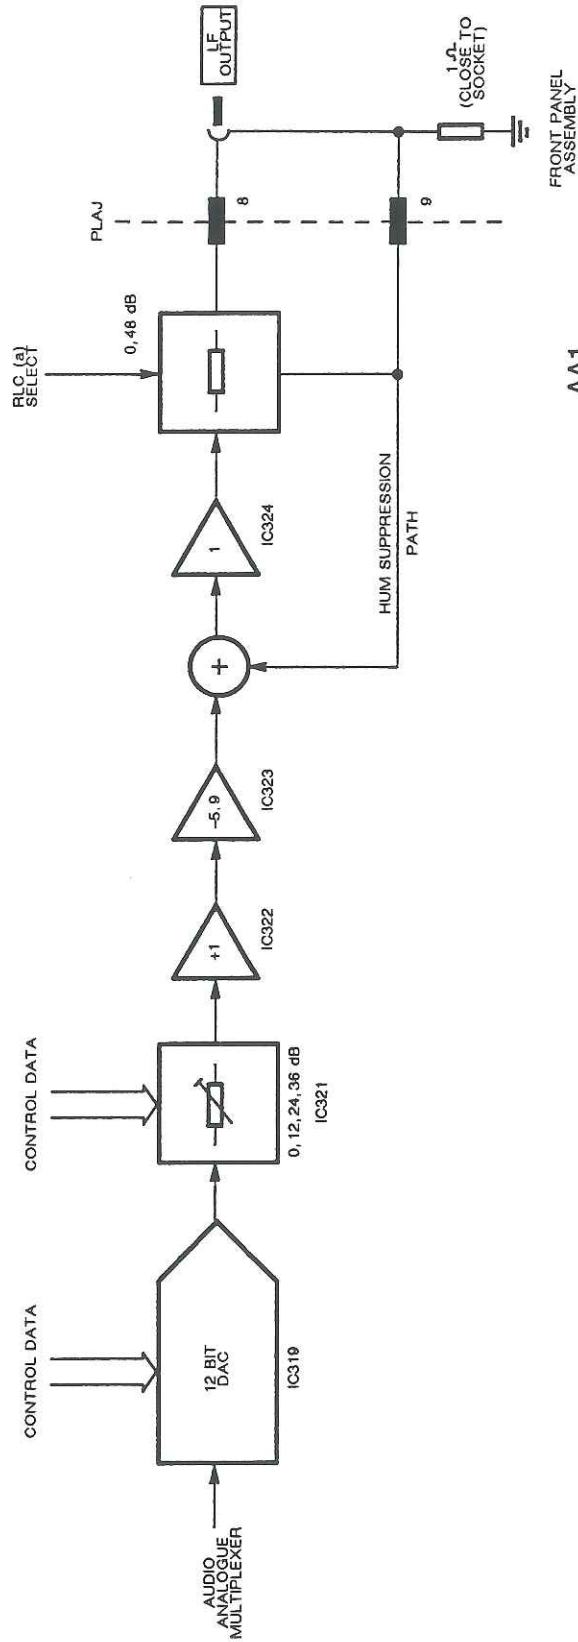 AUDIO
ANALOGUE
MULTIPLEXER
CONTROL DATA
12 BIT
DAC
IC319
CONTROL DATA
0,12,24,36 dB
IC321
+1
IC322
-5.9
IC323
+
1
IC324
HUM SUPPRESSION
PATH
RLC (a)
SELECT
0,48 dB
PLAJ
8
9
LF
OUTPUT
1 Ω
(CLOSE TO
SOCKET)
FRONT PANEL
ASSEMBLY
AA1